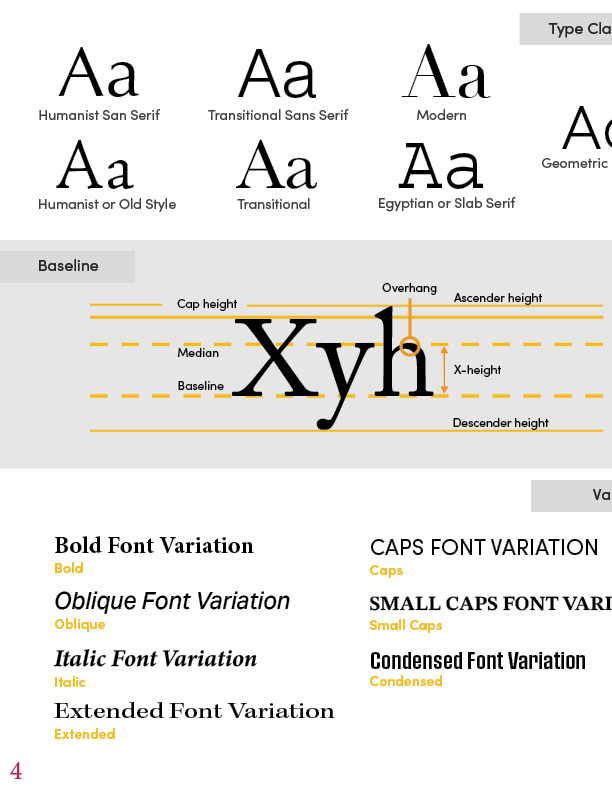 Type Cla
Aa Aa Aa
Humanist San Serif Transitional Sans Serif Modern
Aa
Aa Aa Aa
Geometric
Humanist or Old Style Transitional Egyptian or Slab Serif
Baseline
Overhang
Cap height Ascender height
Xyh
Median
X-height
Baseline
Descender height
Va
Bold Font Variation
Bold
CAPS FONT VARIATION
Caps
Oblique Font Variation
Oblique
SMALL CAPS FONT VARI
Small Caps
Italic Font Variation
Italic
Condensed Font Variation
Condensed
Extended Font Variation
Extended
4